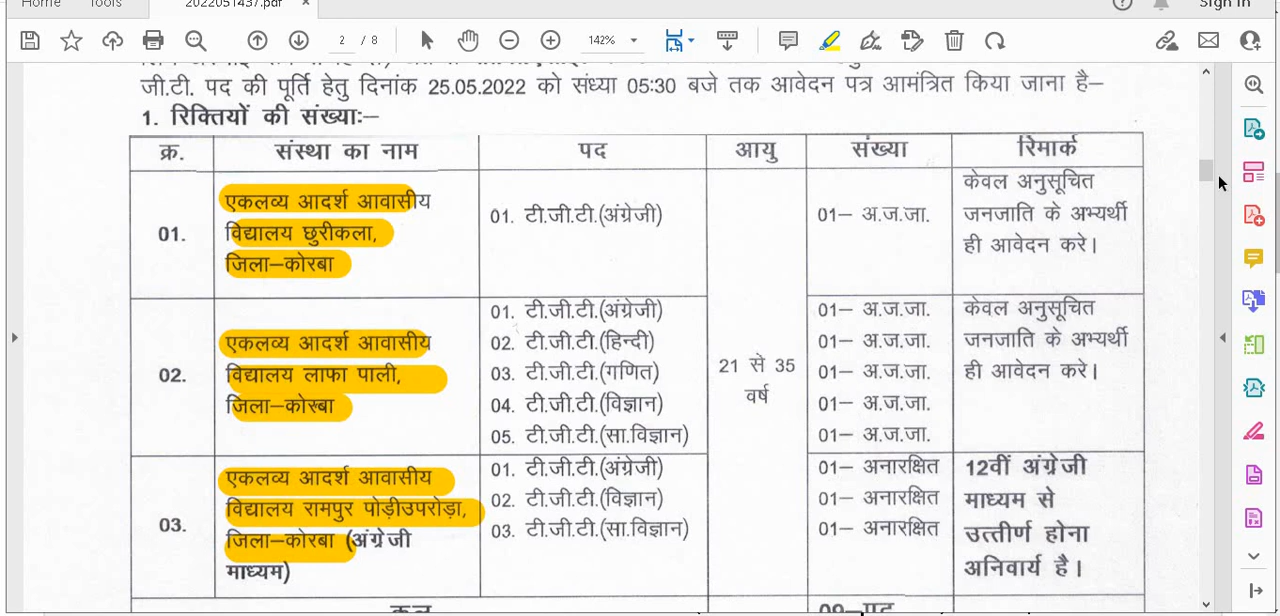 Home Tools 2022051437.pdf × Sign In
2 / 8 142%
जी.टी. पद की पूर्ति हेतु दिनांक 25.05.2022 को संध्या 05:30 बजे तक आवेदन पत्र आमंत्रित किया जाना है—
1. रिक्तियों की संख्याः—
क्र. संस्था का नाम पद आयु संख्या रिमार्क
01.
एकलव्य आदर्श आवासीय
विद्यालय छुरीकला,
जिला—कोरबा
01. टी.जी.टी.(अंग्रेजी)
01— अ.ज.जा.
केवल अनुसूचित
जनजाति के अभ्यर्थी
ही आवेदन करे।
02.
एकलव्य आदर्श आवासीय
विद्यालय लाफा पाली,
जिला—कोरबा
01. टी.जी.टी.(अंग्रेजी)
02. टी.जी.टी.(हिन्दी)
03. टी.जी.टी.(गणित)
04. टी.जी.टी.(विज्ञान)
05. टी.जी.टी.(सा.विज्ञान)
21 से 35
वर्ष
01— अ.ज.जा.
01— अ.ज.जा.
01— अ.ज.जा.
01— अ.ज.जा.
01— अ.ज.जा.
केवल अनुसूचित
जनजाति के अभ्यर्थी
ही आवेदन करे।
03.
एकलव्य आदर्श आवासीय
विद्यालय रामपुर पोड़ीउपरोड़ा,
जिला—कोरबा (अंग्रेजी
माध्यम)
01. टी.जी.टी.(अंग्रेजी)
02. टी.जी.टी.(विज्ञान)
03. टी.जी.टी.(सा.विज्ञान)
01— अनारक्षित
01— अनारक्षित
01— अनारक्षित
12वीं अंग्रेजी
माध्यम से
उत्तीर्ण होना
अनिवार्य है।
कुल 09—पद